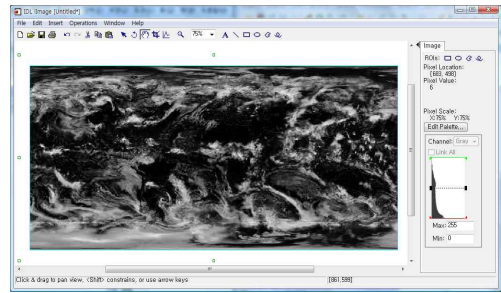 IDL iImage [Untitled*]
File Edit Insert Operations Window Help
75%
A
Image
ROIs:
Pixel Location:
[683, 498]
Pixel Value:
6
Pixel Scale:
X:75% Y:75%
Edit Palette...
Channel: Gray
Link All
Max: 255
Min: 0
Click & drag to pan view, <Shift> constrains, or use arrow keys
[861,599]